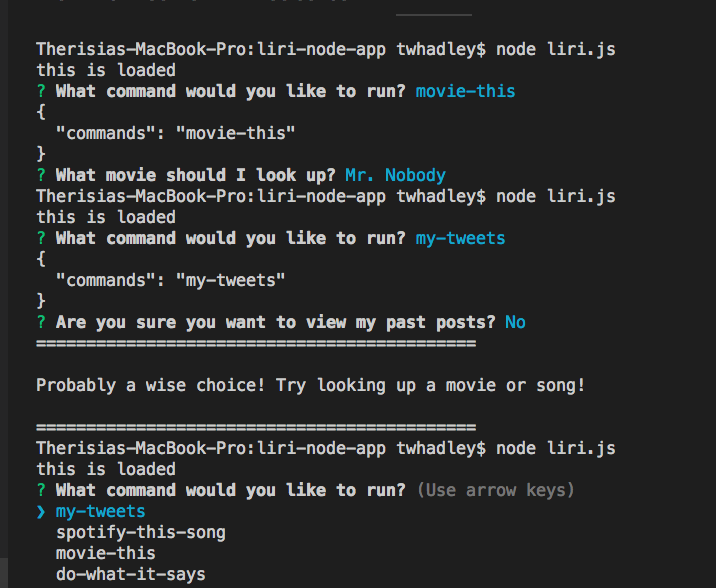 Therisias-MacBook-Pro:liri-node-app twhadley$ node liri.js
this is loaded
? What command would you like to run? movie-this
{
  "commands": "movie-this"
}
? What movie should I look up? Mr. Nobody
Therisias-MacBook-Pro:liri-node-app twhadley$ node liri.js
this is loaded
? What command would you like to run? my-tweets
{
  "commands": "my-tweets"
}
? Are you sure you want to view my past posts? No
============================================
Probably a wise choice! Try looking up a movie or song!
============================================
Therisias-MacBook-Pro:liri-node-app twhadley$ node liri.js
this is loaded
? What command would you like to run? (Use arrow keys)
❯ my-tweets
  spotify-this-song
  movie-this
  do-what-it-says